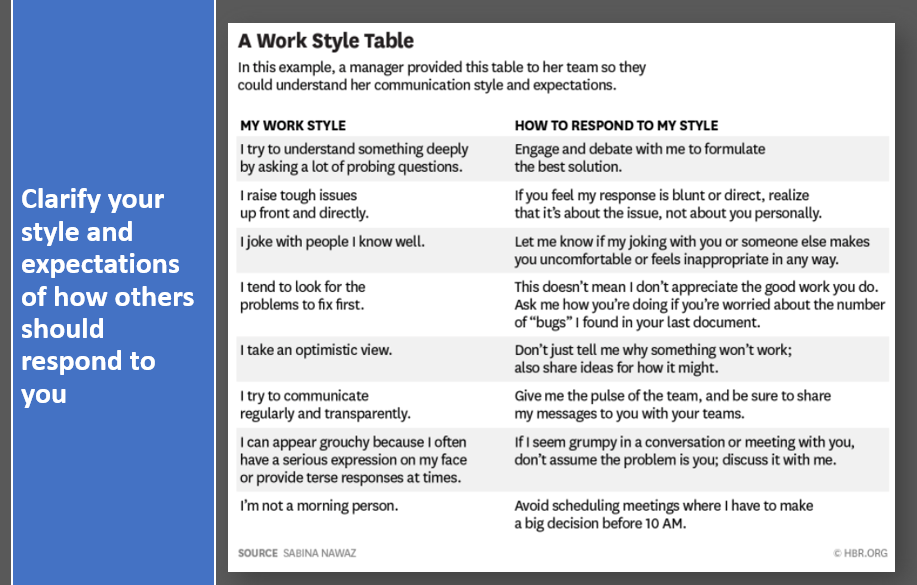 Clarify your
style and
expectations
of how others
should
respond to
you
A Work Style Table
In this example, a manager provided this table to her team so they
could understand her communication style and expectations.
MY WORK STYLE
HOW TO RESPOND TO MY STYLE
I try to understand something deeply
by asking a lot of probing questions.
Engage and debate with me to formulate
the best solution.
I raise tough issues
up front and directly.
If you feel my response is blunt or direct, realize
that it's about the issue, not about you personally.
I joke with people I know well.
Let me know if my joking with you or someone else makes
you uncomfortable or feels inappropriate in any way.
I tend to look for the
problems to fix first.
This doesn't mean I don't appreciate the good work you do.
Ask me how you're doing if you're worried about the number
of “bugs” I found in your last document.
I take an optimistic view.
Don't just tell me why something won't work;
also share ideas for how it might.
I try to communicate
regularly and transparently.
Give me the pulse of the team, and be sure to share
my messages to you with your teams.
I can appear grouchy because I often
have a serious expression on my face
or provide terse responses at times.
If I seem grumpy in a conversation or meeting with you,
don't assume the problem is you; discuss it with me.
I'm not a morning person.
Avoid scheduling meetings where I have to make
a big decision before 10 AM.
SOURCE SABINA NAWAZ
© HBR.ORG